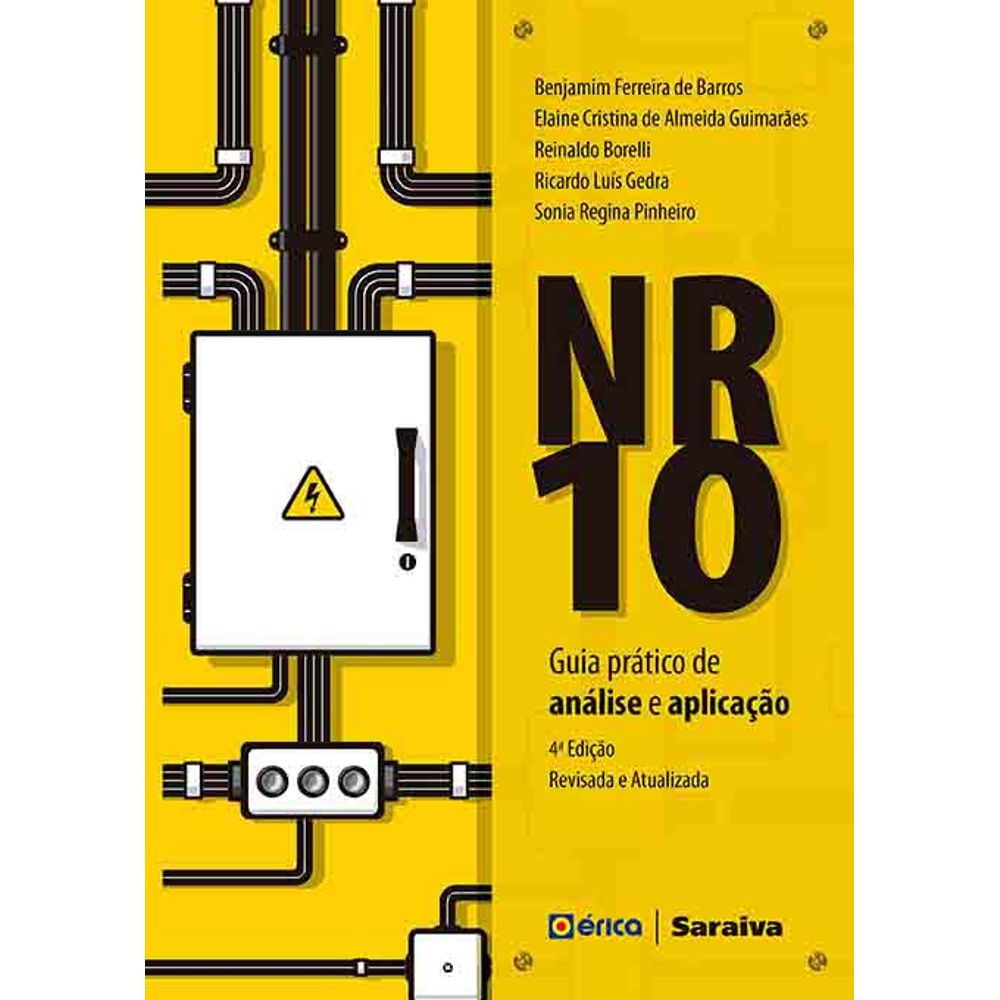 Benjamim Ferreira de Barros
Elaine Cristina de Almeida Guimarães
Reinaldo Borelli
Ricardo Luís Gedra
Sonia Regina Pinheiro
NR
10
Guia prático de
análise e aplicação
4ª Edição
Revisada e Atualizada
érica | Saraiva